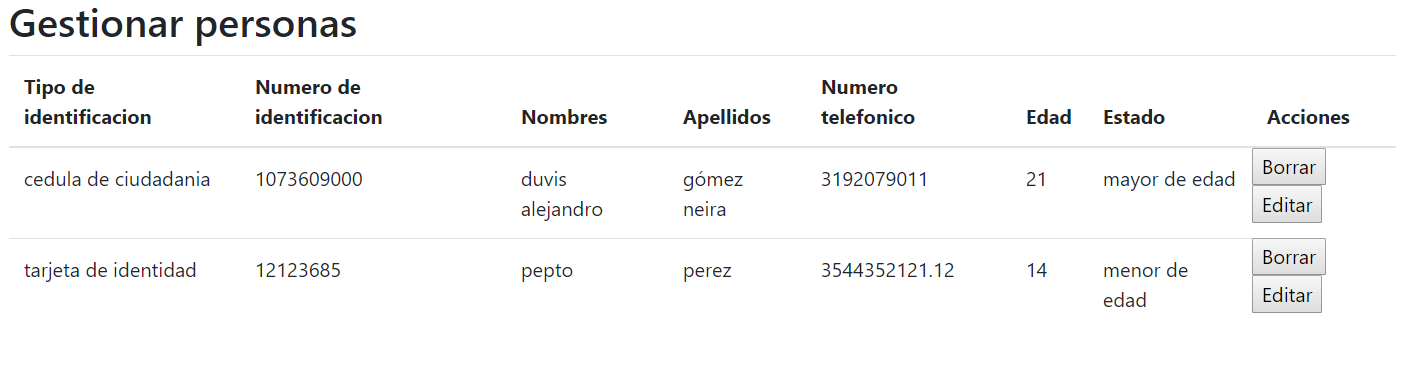 Gestionar personas
Tipo de identificacion Numero de identificacion Nombres Apellidos Numero telefonico Edad Estado Acciones
cedula de ciudadania 1073609000 duvis alejandro gómez neira 3192079011 21 mayor de edad Borrar Editar
tarjeta de identidad 12123685 pepto perez 3544352121.12 14 menor de edad Borrar Editar